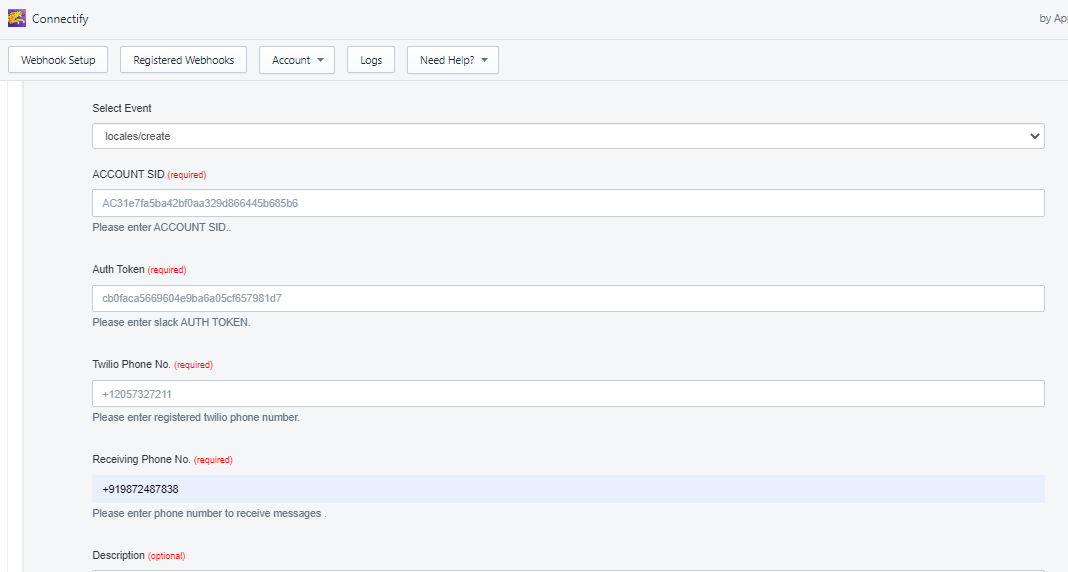 Connectify
by App
Webhook Setup Registered Webhooks Account Logs Need Help?
Select Event
locales/create
ACCOUNT SID (required)
AC31e7fa5ba42bf0aa329d866445b685b6
Please enter ACCOUNT SID..
Auth Token (required)
cb0faca5669604e9ba6a05cf657981d7
Please enter slack AUTH TOKEN.
Twilio Phone No. (required)
+12057327211
Please enter registered twilio phone number.
Receiving Phone No. (required)
+919872487838
Please enter phone number to receive messages .
Description (optional)